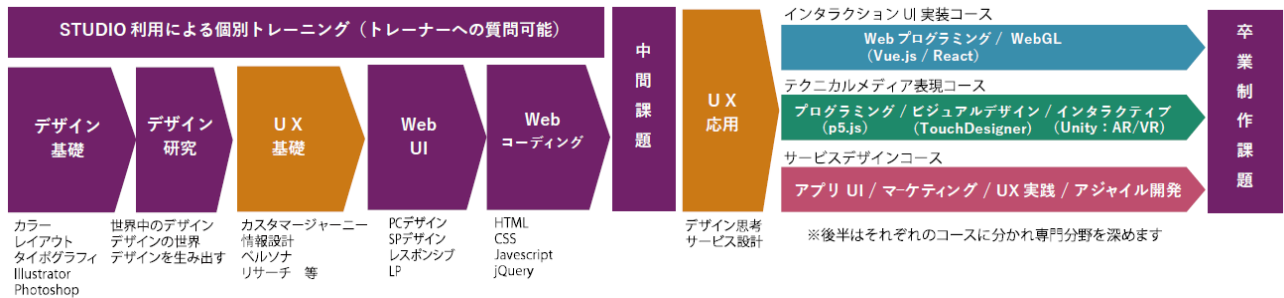 STUDIO 利用による個別トレーニング（トレーナーへの質問可能）
デザイン
基礎
デザイン
研究
UX
基礎
Web
UI
Web
コーディング
カラー
レイアウト
タイポグラフィ
Illustrator
Photoshop
世界中のデザイン
デザインの世界
デザインを生み出す
カスタマージャーニー
情報設計
ペルソナ
リサーチ　等
PCデザイン
SPデザイン
レスポンシブ
LP
HTML
CSS
Javescript
jQuery
中間課題
UX
応用
デザイン思考
サービス設計
インタラクション UI 実装コース
Web プログラミング / WebGL
（Vue.js / React）
テクニカルメディア表現コース
プログラミング / ビジュアルデザイン / インタラクティブ
（p5.js） （TouchDesigner） （Unity：AR/VR）
サービスデザインコース
アプリ UI / マーケティング / UX 実践 / アジャイル開発
※後半はそれぞれのコースに分かれ専門分野を深めます
卒業制作課題